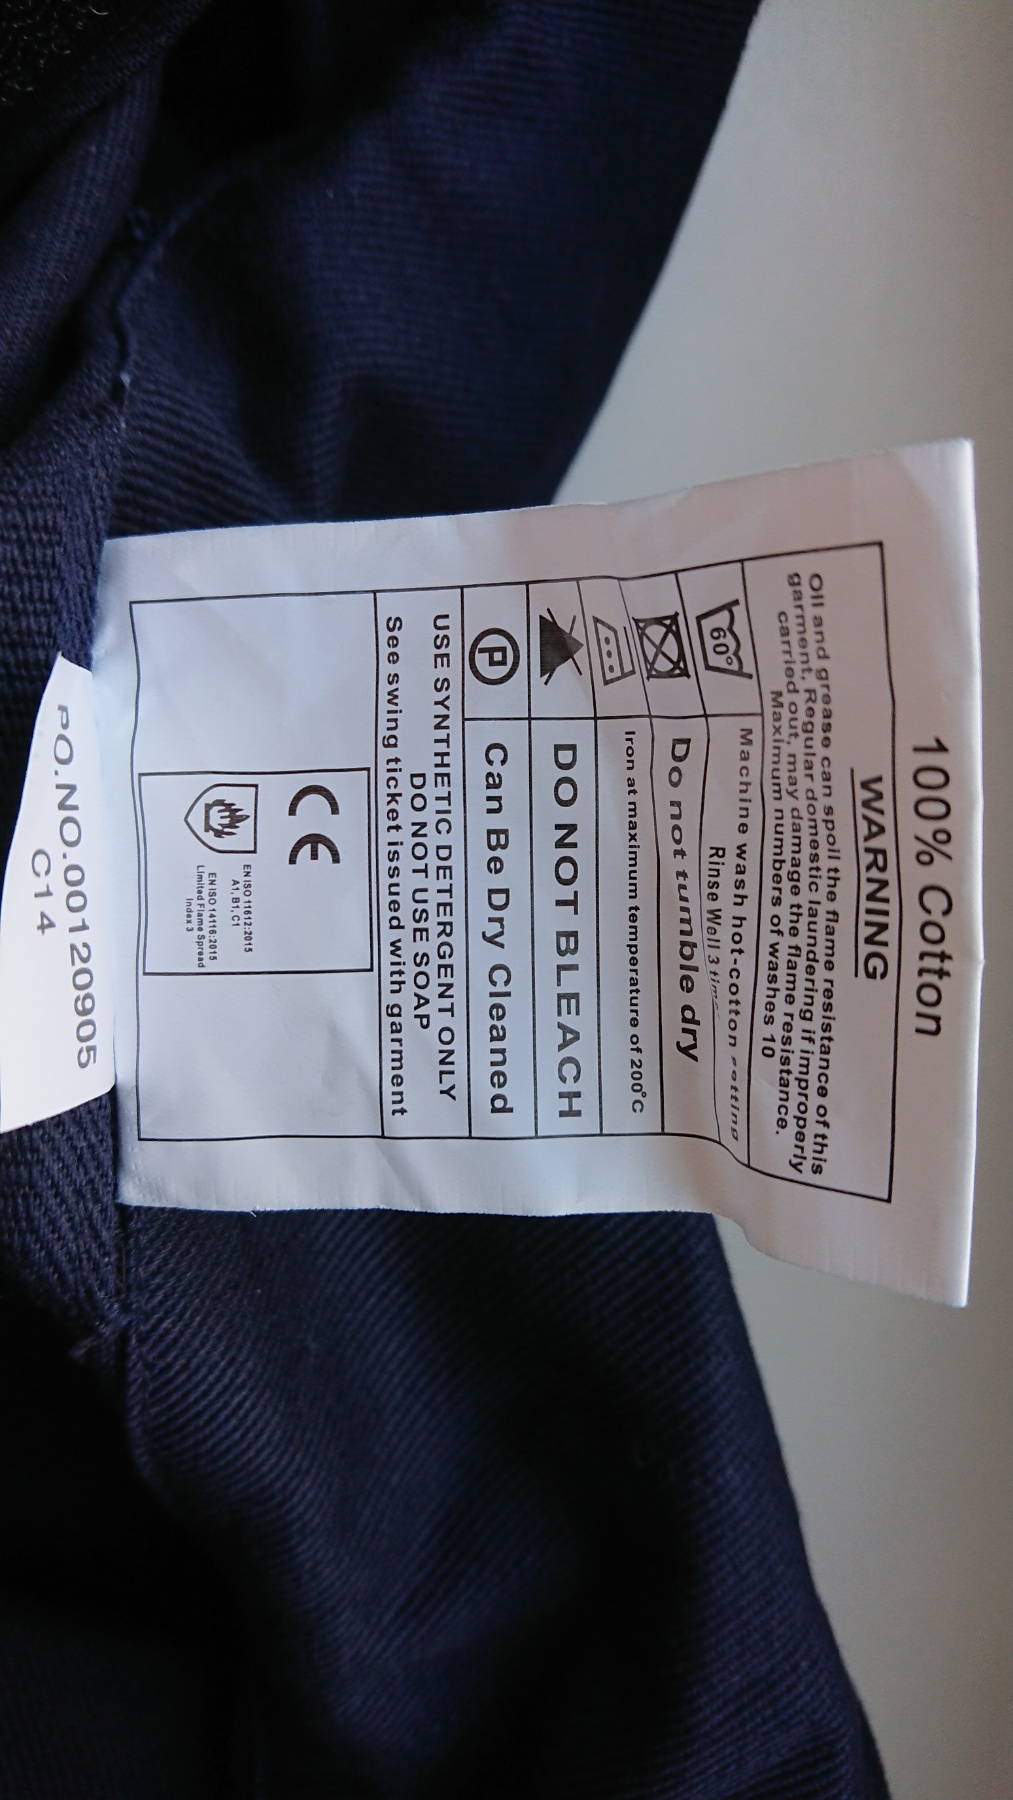 100% Cotton
WARNING
Oil and grease can spoil the flame resistance of this
garment, Regular domestic laundering if improperly
carried out, may damage the flame resistance.
Maximum numbers of washes 10
60°
Machine wash hot-cotton setting
Rinse Well 3 times
Do not tumble dry
Iron at maximum temperature of 200°C
DO NOT BLEACH
P
Can Be Dry Cleaned
USE SYNTHETIC DETERGENT ONLY
DO NOT USE SOAP
See swing ticket issued with garment
CE
EN ISO 11612:2015
A1, B1, C1
EN ISO 14116:2015
Limited Flame Spread
Index 3
PO.NO.00120905
C14